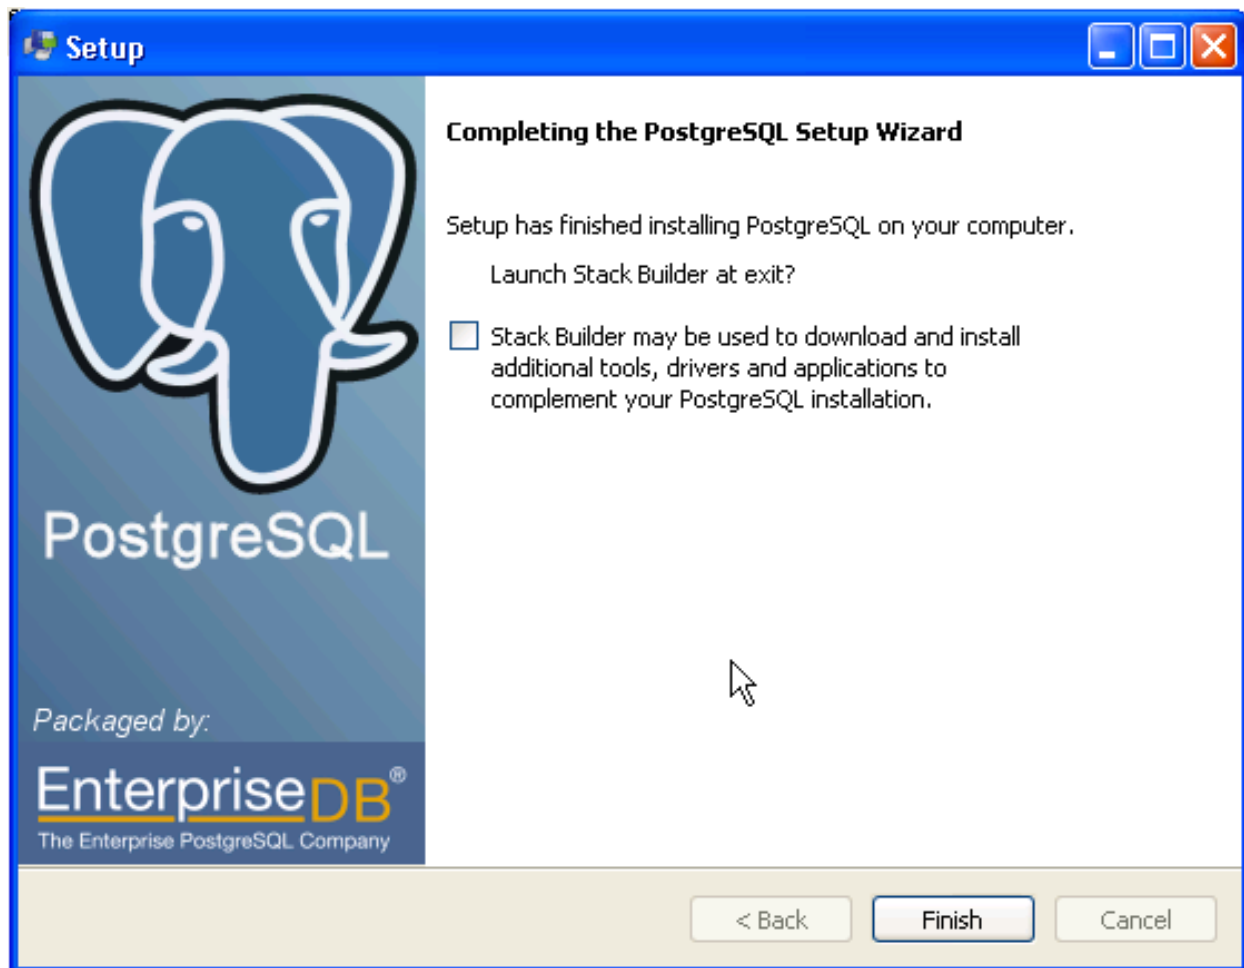 Setup
PostgreSQL
Packaged by:
EnterpriseDB®
The Enterprise PostgreSQL Company
Completing the PostgreSQL Setup Wizard
Setup has finished installing PostgreSQL on your computer.
Launch Stack Builder at exit?
Stack Builder may be used to download and install
additional tools, drivers and applications to
complement your PostgreSQL installation.
< Back
Finish
Cancel